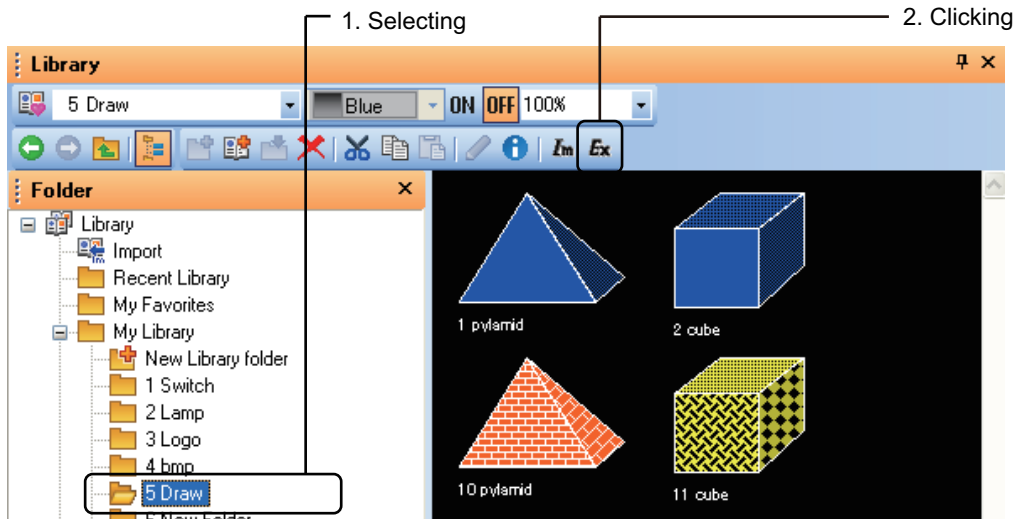 1. Selecting
2. Clicking
Library
5 Draw
Blue
ON
OFF
100%
Im
Ex
Folder
Library
Import
Recent Library
My Favorites
My Library
New Library folder
1 Switch
2 Lamp
3 Logo
4 bmp
5 Draw
1 pylamid
2 cube
10 pylamid
11 cube